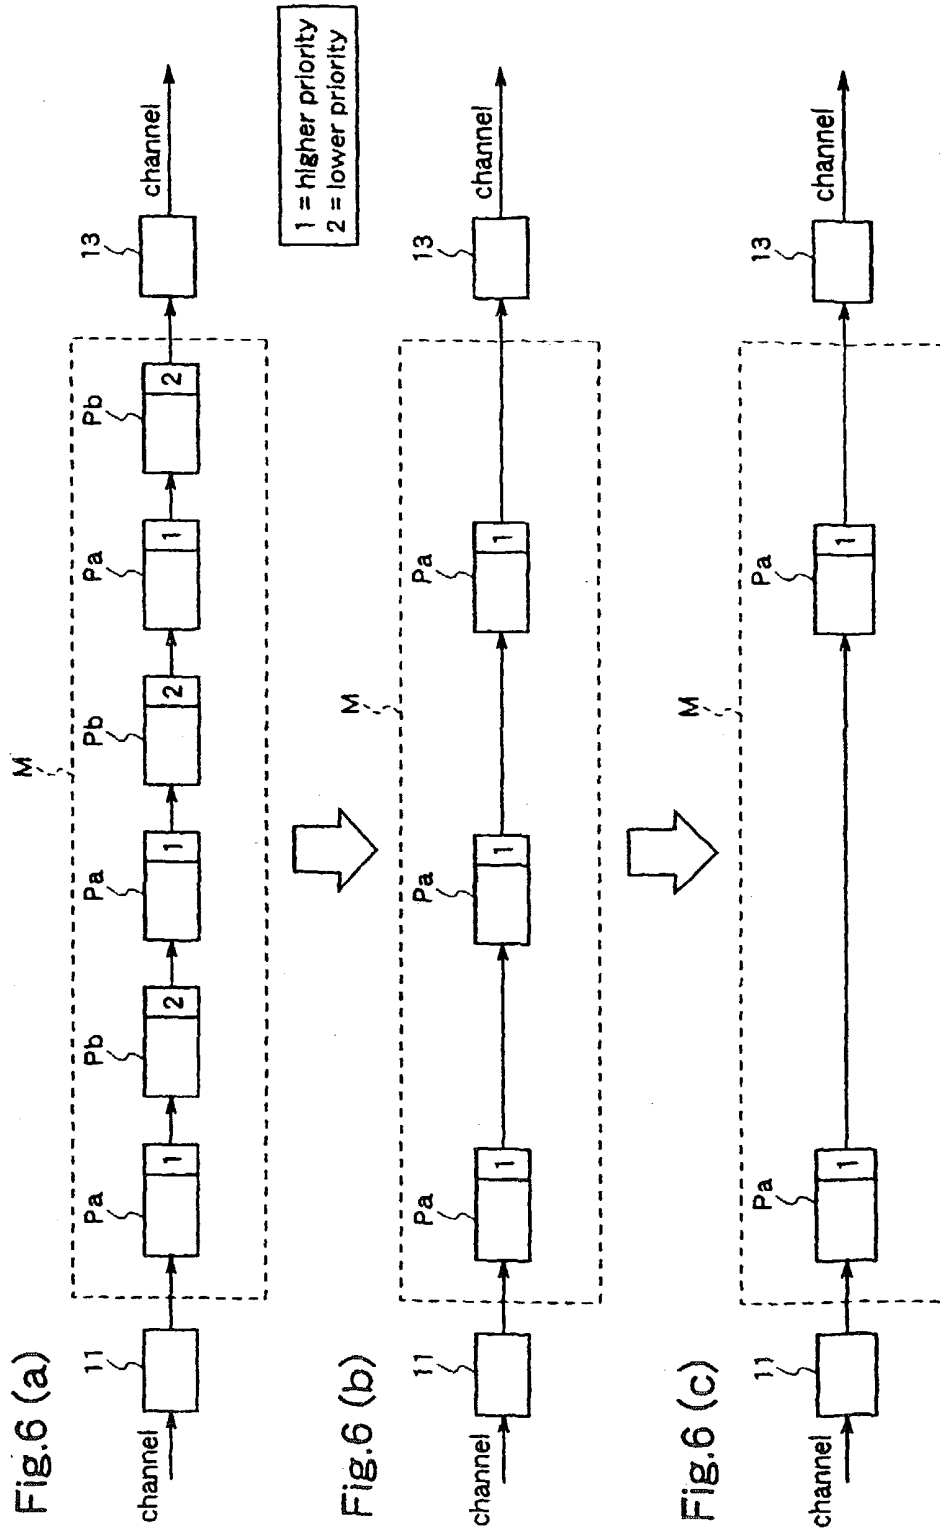 Fig.6 (a)
M
11
Pa
Pb
Pa
Pb
Pa
Pb
13
channel
1
2
1
2
1
2
channel
1 = higher priority
2 = lower priority
Fig.6 (b)
M
11
Pa
Pa
Pa
13
channel
1
1
1
channel
Fig.6 (c)
M
11
Pa
Pa
13
channel
1
1
channel